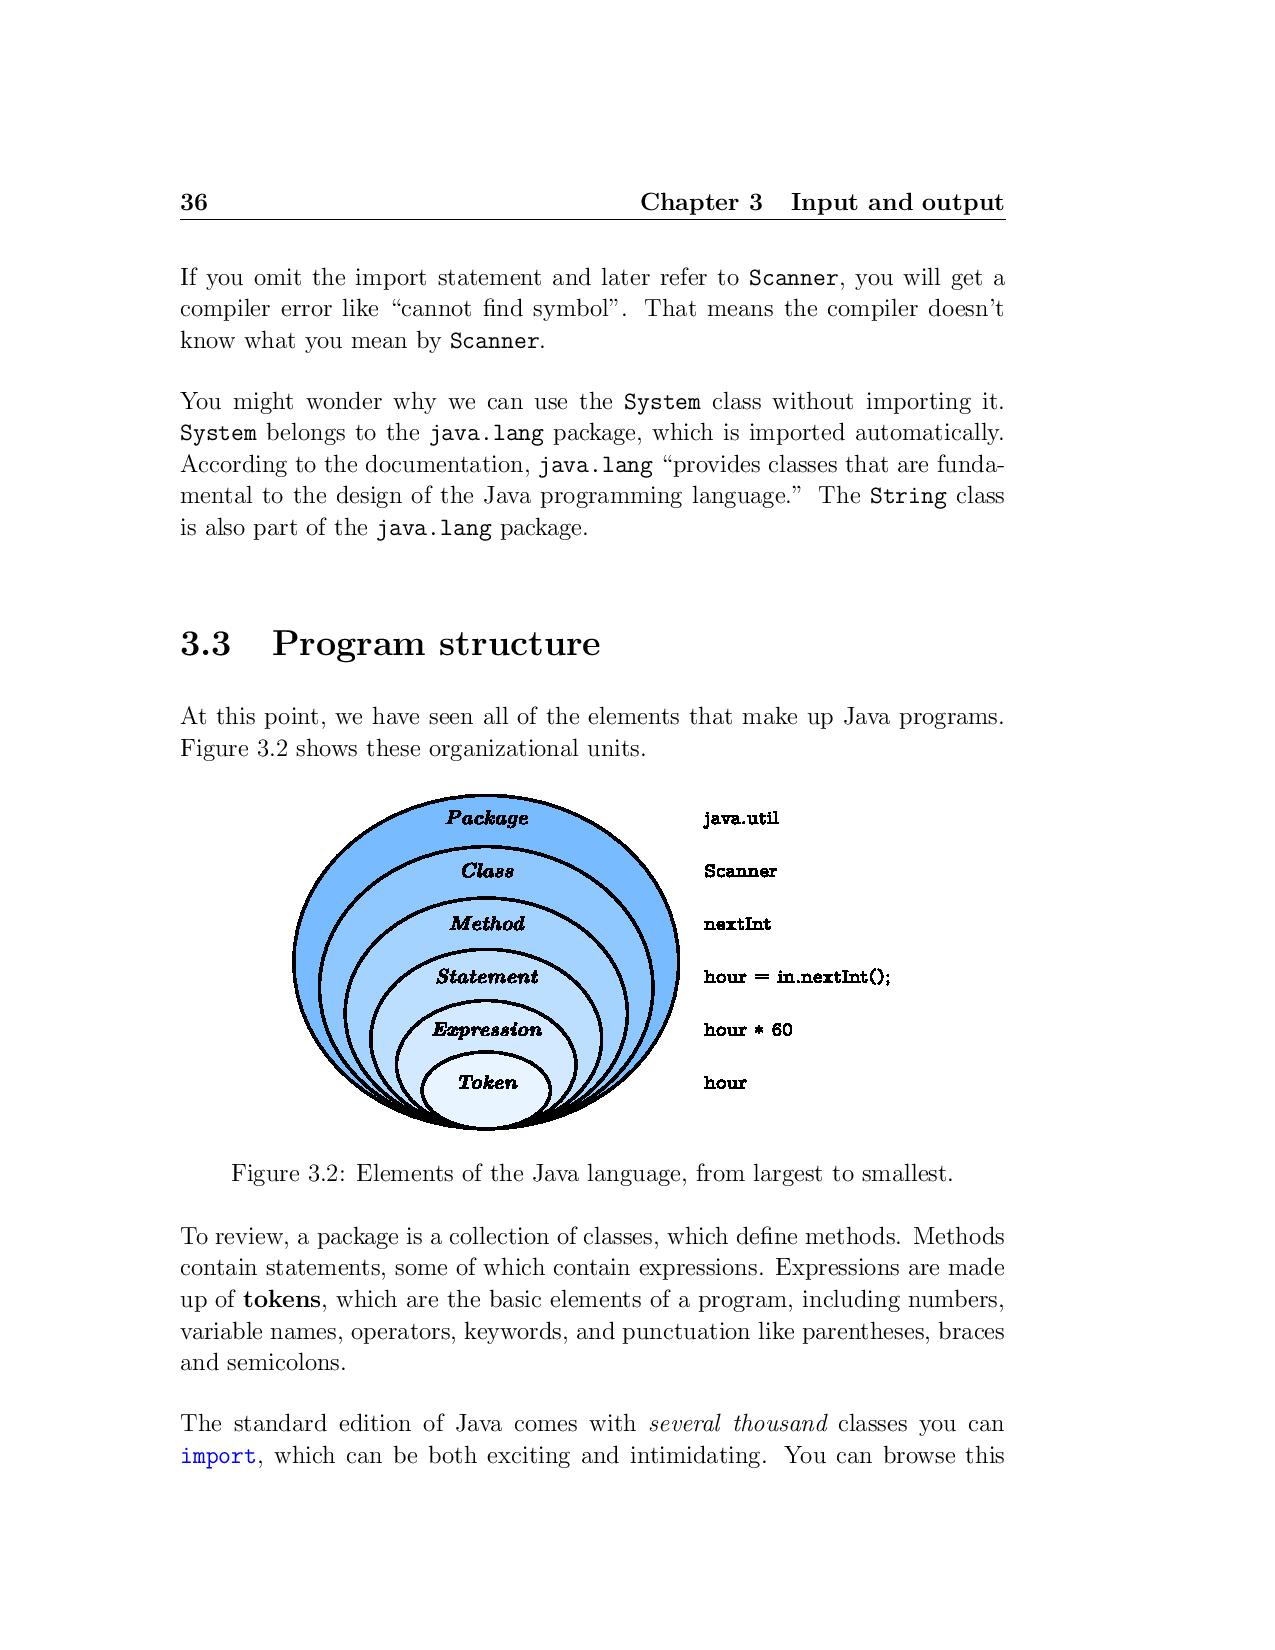 36 Chapter 3 Input and output
If you omit the import statement and later refer to Scanner, you will get a
compiler error like “cannot find symbol”. That means the compiler doesn’t
know what you mean by Scanner.
You might wonder why we can use the System class without importing it.
System belongs to the java.lang package, which is imported automatically.
According to the documentation, java.lang “provides classes that are funda-
mental to the design of the Java programming language.” The String class
is also part of the java.lang package.
3.3 Program structure
At this point, we have seen all of the elements that make up Java programs.
Figure 3.2 shows these organizational units.
Package java.util
Class Scanner
Method nextInt
Statement hour = in.nextInt();
Expression hour * 60
Token hour
Figure 3.2: Elements of the Java language, from largest to smallest.
To review, a package is a collection of classes, which define methods. Methods
contain statements, some of which contain expressions. Expressions are made
up of tokens, which are the basic elements of a program, including numbers,
variable names, operators, keywords, and punctuation like parentheses, braces
and semicolons.
The standard edition of Java comes with several thousand classes you can
import, which can be both exciting and intimidating. You can browse this